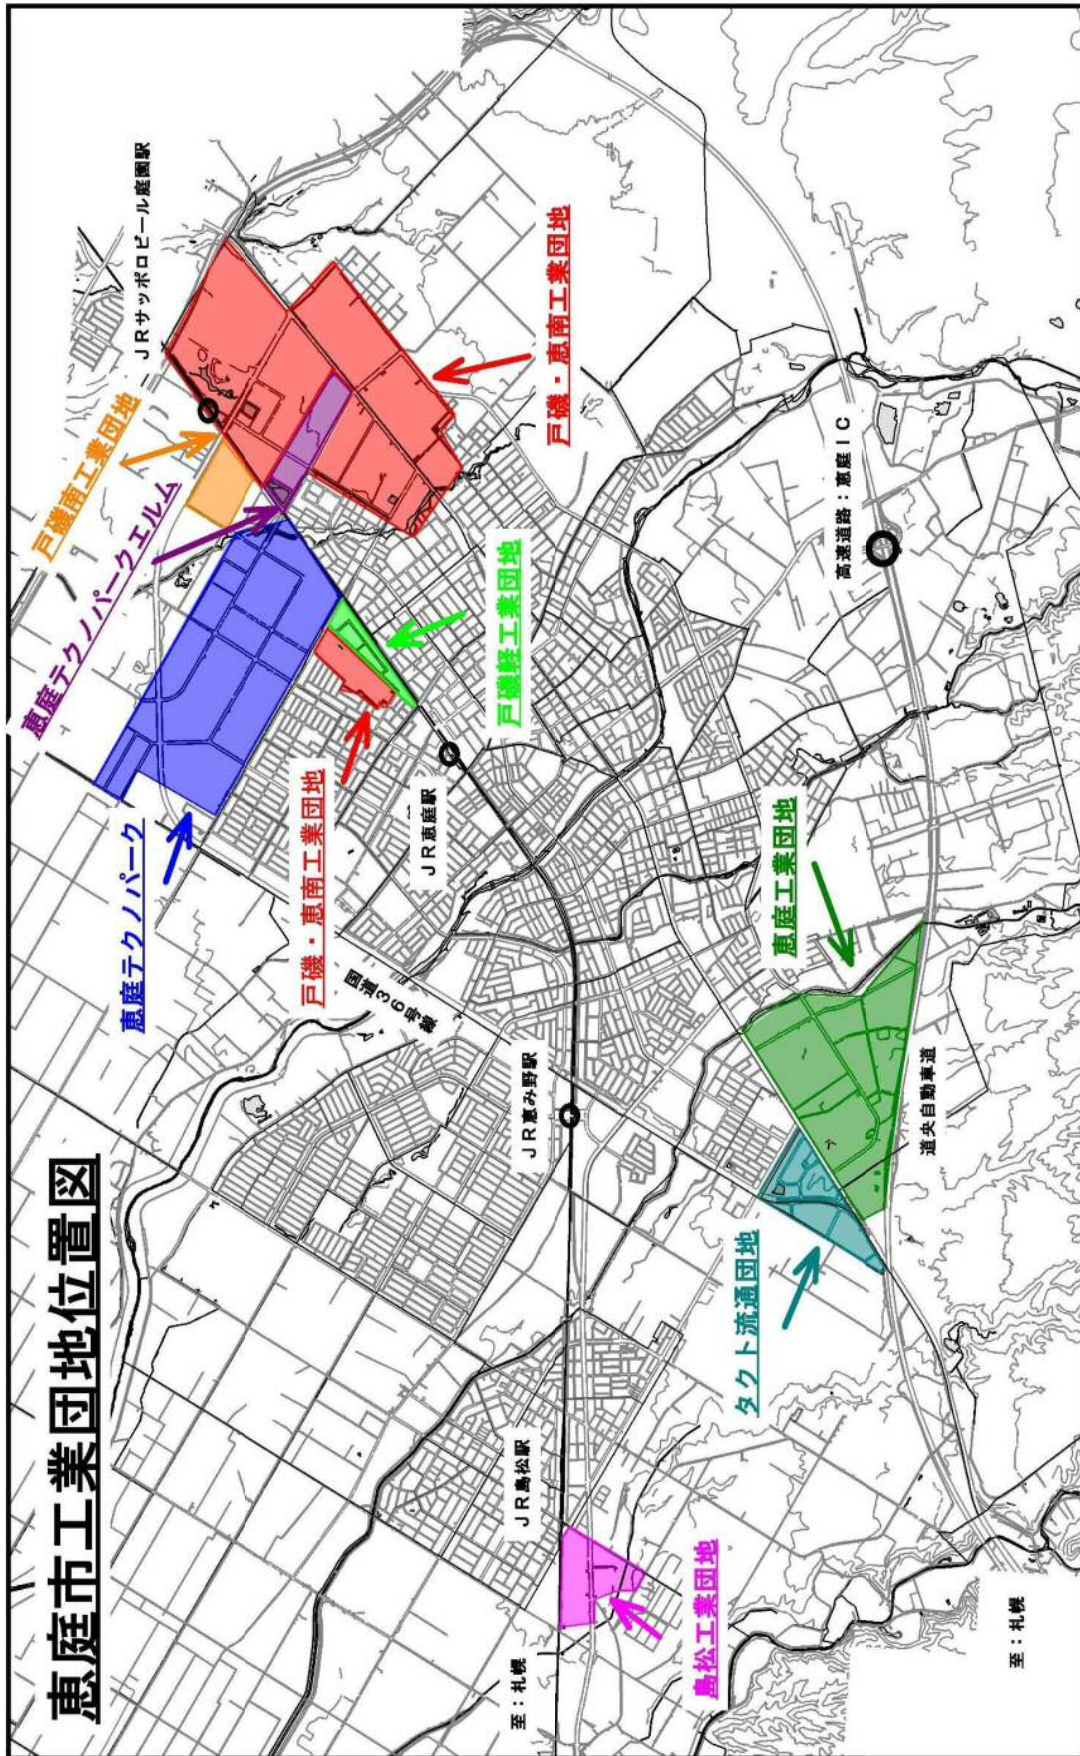 恵庭市工業団地位置図
至:札幌
島松工業団地
JR島松駅
タクト流通団地
至:札幌
道央自動車道
恵庭工業団地
JR恵み野駅
国道36号線
恵庭テクノパーク
戸磯・恵南工業団地
JR恵庭駅
戸磯軽工業団地
高速道路:恵庭IC
恵庭テクノパークエルム
戸磯南工業団地
戸磯・恵南工業団地
JRサッポロビール庭園駅